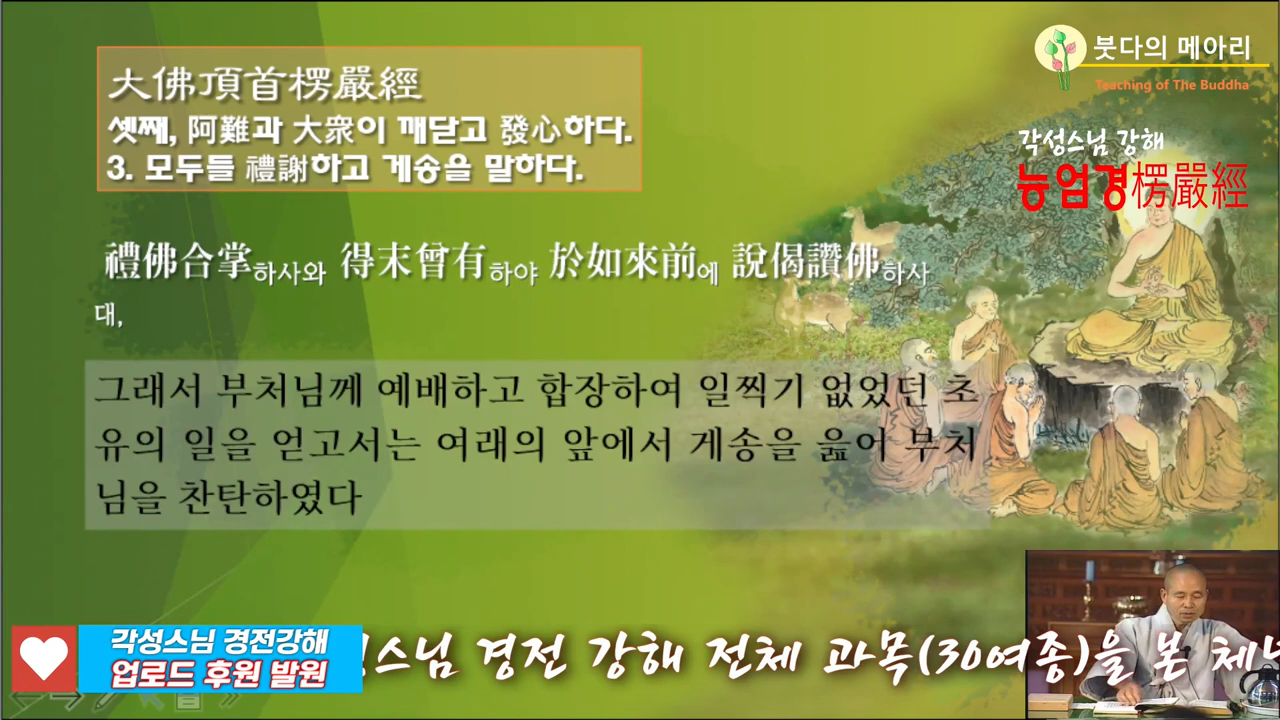 大佛頂首楞嚴經
셋째, 阿難과 大衆이 깨닫고 發心하다.
3. 모두들 禮謝하고 게송을 말하다.
붓다의 메아리
Teaching of The Buddha
각성스님 강해
능엄경楞嚴經
禮佛合掌하사와 得末曾有하야 於如來前에 說偈讚佛하사
대,
그래서 부처님께 예배하고 합장하여 일찍기 없었던 초
유의 일을 얻고서는 여래의 앞에서 게송을 읊어 부처
님을 찬탄하였다
각성스님 경전강해
업로드 후원 발원
성스님 경전 강해 전체 과목(30여종)을 본 채널